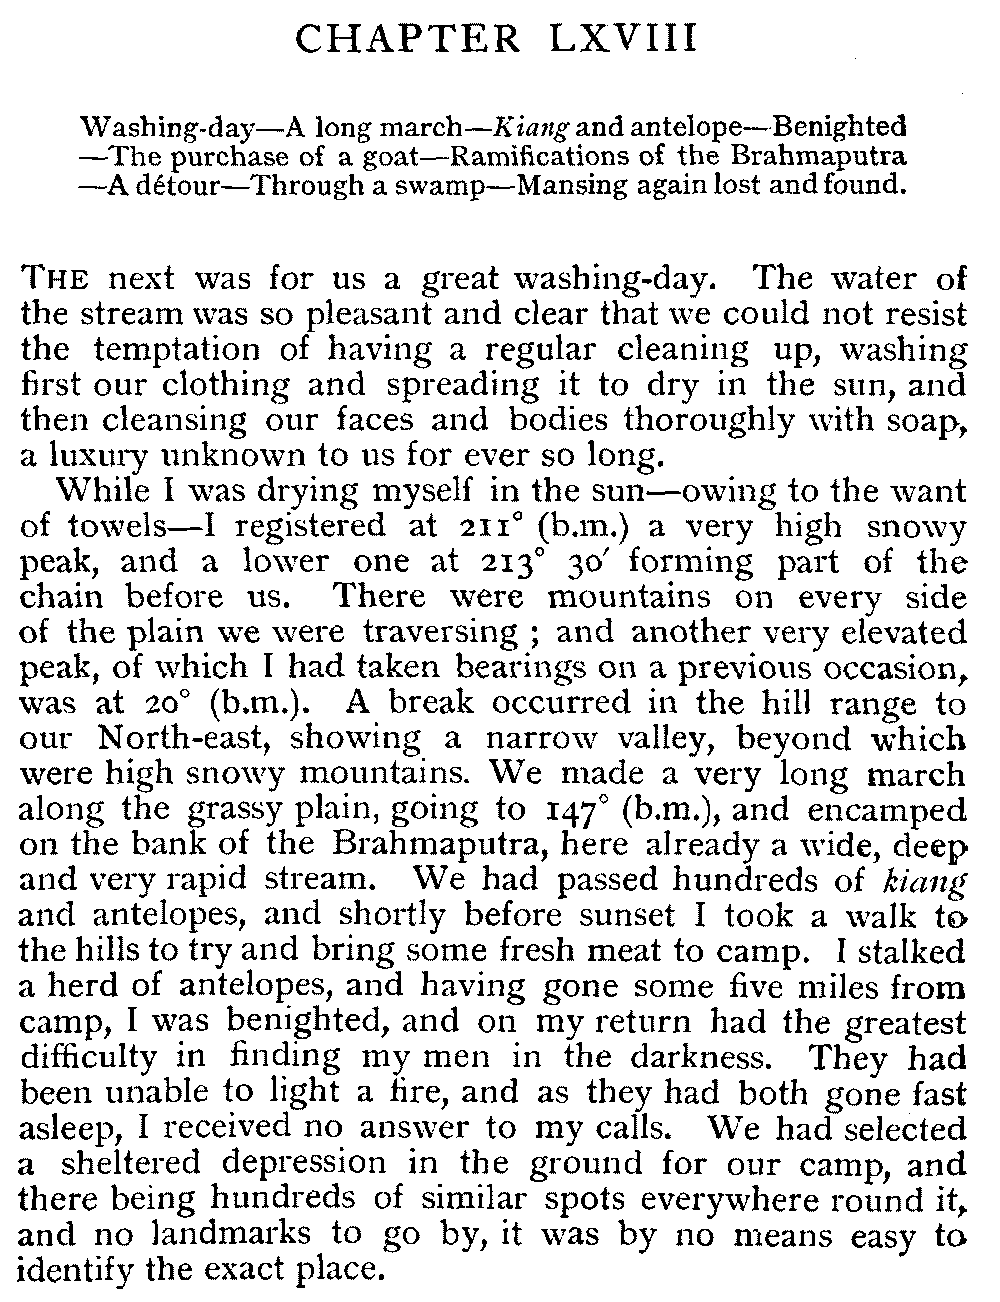 CHAPTER LXVIII
Washing-day—A long march—Kiang and antelope—Benighted
—The purchase of a goat—Ramifications of the Brahmaputra
—A détour—Through a swamp—Mansing again lost and found.
THE next was for us a great washing-day. The water of
the stream was so pleasant and clear that we could not resist
the temptation of having a regular cleaning up, washing
first our clothing and spreading it to dry in the sun, and
then cleansing our faces and bodies thoroughly with soap,
a luxury unknown to us for ever so long.
While I was drying myself in the sun—owing to the want
of towels—I registered at 211° (b.m.) a very high snowy
peak, and a lower one at 213° 30′ forming part of the
chain before us. There were mountains on every side
of the plain we were traversing ; and another very elevated
peak, of which I had taken bearings on a previous occasion,
was at 20° (b.m.). A break occurred in the hill range to
our North-east, showing a narrow valley, beyond which
were high snowy mountains. We made a very long march
along the grassy plain, going to 147° (b.m.), and encamped
on the bank of the Brahmaputra, here already a wide, deep
and very rapid stream. We had passed hundreds of kiang
and antelopes, and shortly before sunset I took a walk to
the hills to try and bring some fresh meat to camp. I stalked
a herd of antelopes, and having gone some five miles from
camp, I was benighted, and on my return had the greatest
difficulty in finding my men in the darkness. They had
been unable to light a fire, and as they had both gone fast
asleep, I received no answer to my calls. We had selected
a sheltered depression in the ground for our camp, and
there being hundreds of similar spots everywhere round it,
and no landmarks to go by, it was by no means easy to
identify the exact place.